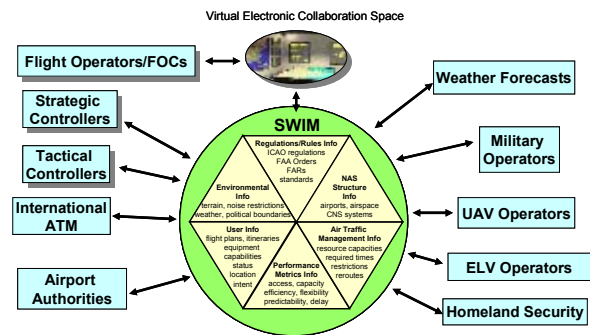 Virtual Electronic Collaboration Space
Flight Operators/FOCs
Strategic
Controllers
Tactical
Controllers
International
ATM
Airport
Authorities
SWIM
Regulations/Rules Info
ICAO regulations
FAA Orders
FARs
standards
Environmental
Info
terrain, noise restrictions
weather, political boundaries
NAS
Structure
Info
airports, airspace
CNS systems
User Info
flight plans, itineraries
equipment
capabilities
status
location
intent
Performance
Metrics Info
access, capacity
efficiency, flexibility
predictability, delay
Air Traffic
Management Info
resource capacities
required times
restrictions
reroutes
Weather Forecasts
Military
Operators
UAV Operators
ELV Operators
Homeland Security